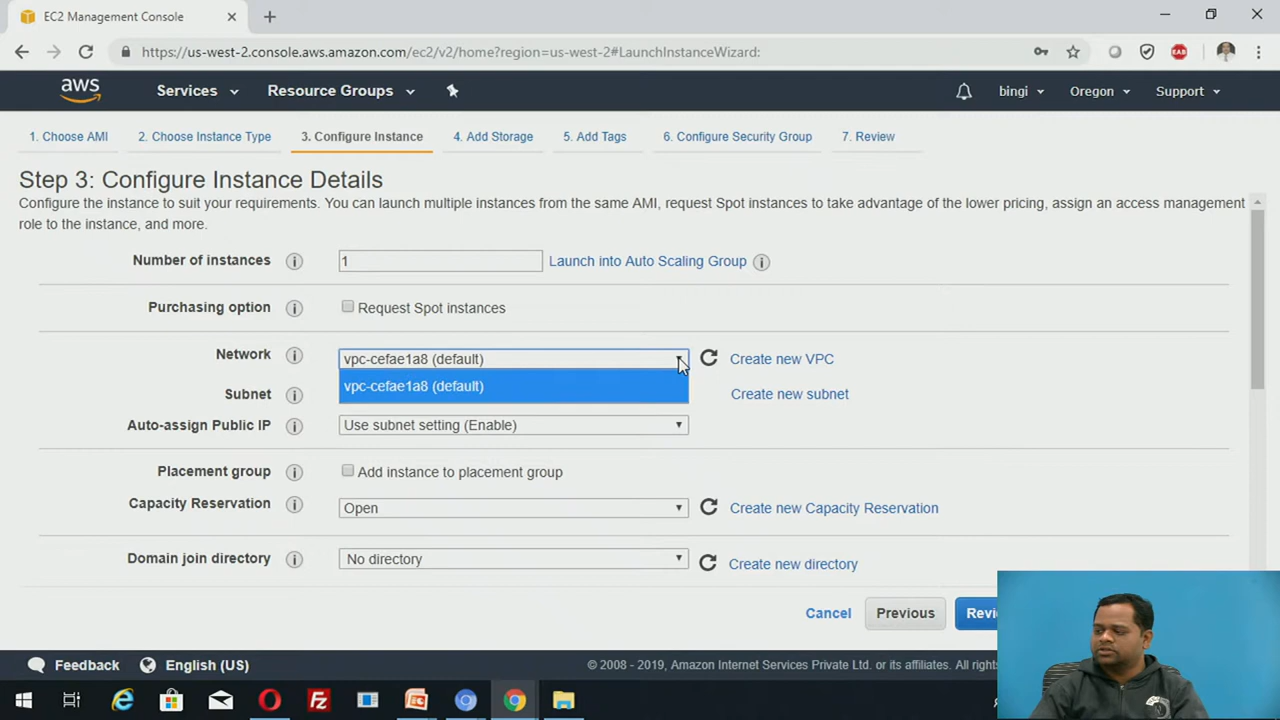 EC2 Management Console
https://us-west-2.console.aws.amazon.com/ec2/v2/home?region=us-west-2#LaunchInstanceWizard:
aws Services Resource Groups bingi Oregon Support
1. Choose AMI 2. Choose Instance Type 3. Configure Instance 4. Add Storage 5. Add Tags 6. Configure Security Group 7. Review
Step 3: Configure Instance Details
Configure the instance to suit your requirements. You can launch multiple instances from the same AMI, request Spot instances to take advantage of the lower pricing, assign an access management
role to the instance, and more.
Number of instances 1 Launch into Auto Scaling Group
Purchasing option Request Spot instances
Network vpc-cefae1a8 (default) Create new VPC
vpc-cefae1a8 (default)
Subnet Create new subnet
Auto-assign Public IP Use subnet setting (Enable)
Placement group Add instance to placement group
Capacity Reservation Open Create new Capacity Reservation
Domain join directory No directory Create new directory
Cancel Previous
Feedback English (US) © 2008 - 2019, Amazon Internet Services Private Ltd. or its affiliates. All